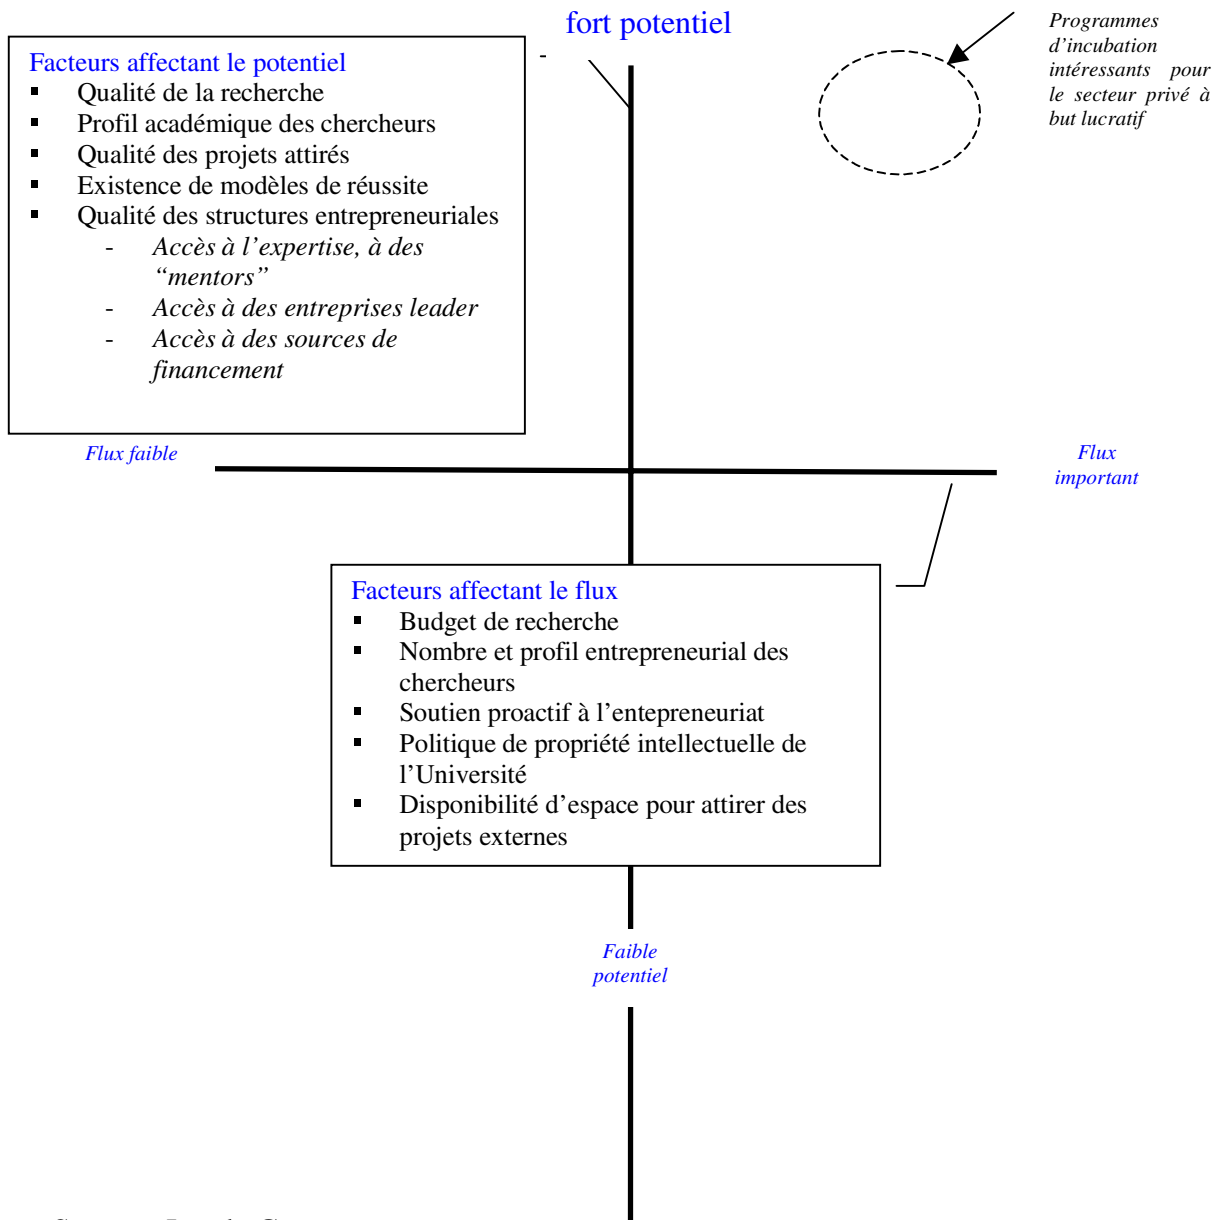 fort potentiel
Programmes
d’incubation
intéressants pour
le secteur privé à
but lucratif
Facteurs affectant le potentiel
▪ Qualité de la recherche
▪ Profil académique des chercheurs
▪ Qualité des projets attirés
▪ Existence de modèles de réussite
▪ Qualité des structures entrepreneuriales
- Accès à l’expertise, à des
“mentors”
- Accès à des entreprises leader
- Accès à des sources de
financement
-
Flux faible
Flux
important
Facteurs affectant le flux
▪ Budget de recherche
▪ Nombre et profil entrepreneurial des
chercheurs
▪ Soutien proactif à l’entepreneuriat
▪ Politique de propriété intellectuelle de
l’Université
▪ Disponibilité d’espace pour attirer des
projets externes
Faible
potentiel